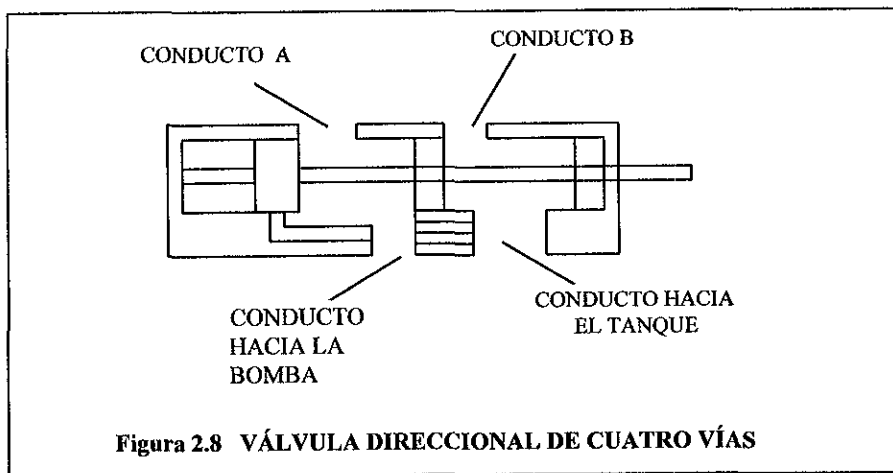 CONDUCTO A
CONDUCTO B
CONDUCTO
HACIA LA
BOMBA
CONDUCTO HACIA
EL TANQUE
Figura 2.8 VÁLVULA DIRECCIONAL DE CUATRO VÍAS